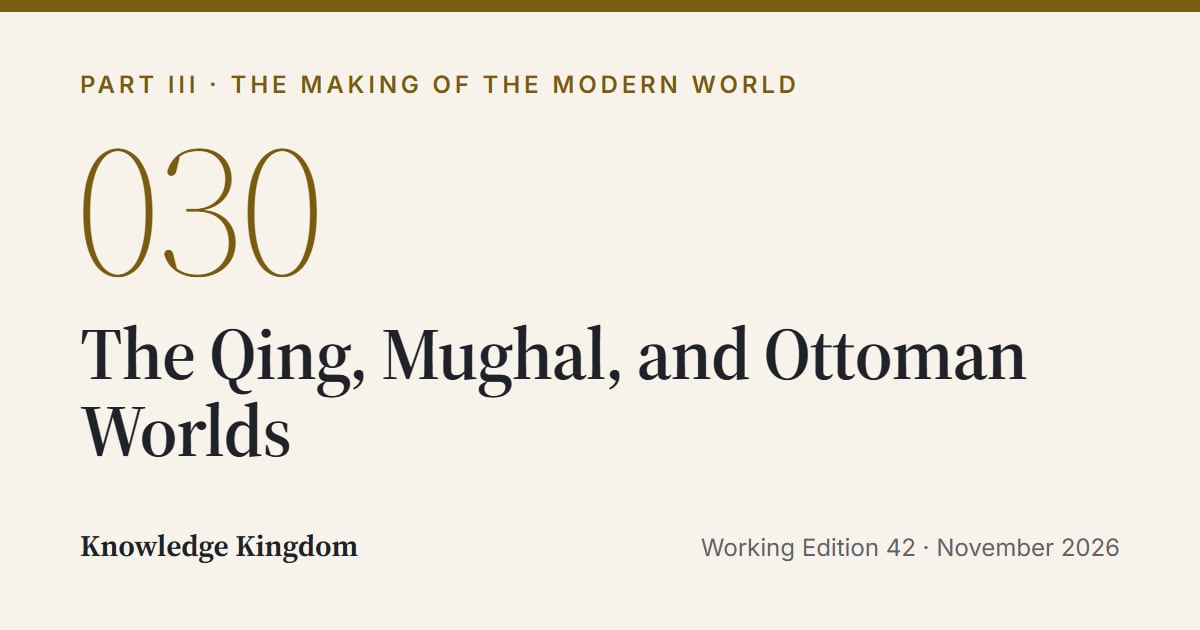 PART III · THE MAKING OF THE MODERN WORLD
030
The Qing, Mughal, and Ottoman
Worlds
Knowledge Kingdom
Working Edition 42 · November 2026